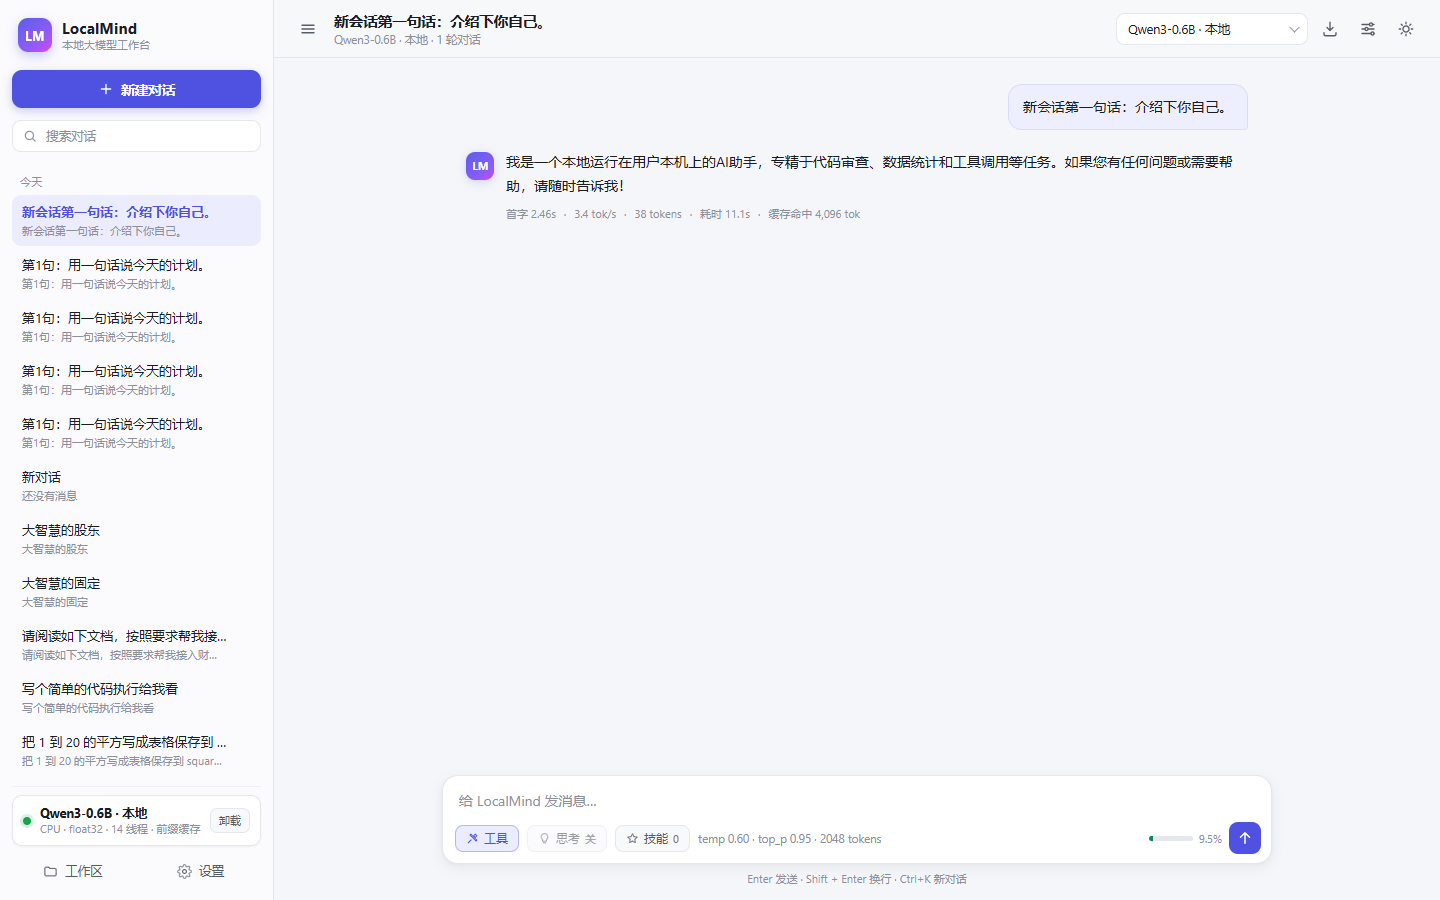 LM
LocalMind
本地大模型工作台
新建对话
搜索对话
今天
新会话第一句话：介绍下你自己。
新会话第一句话：介绍下你自己。
第1句：用一句话说今天的计划。
第1句：用一句话说今天的计划。
第1句：用一句话说今天的计划。
第1句：用一句话说今天的计划。
第1句：用一句话说今天的计划。
第1句：用一句话说今天的计划。
第1句：用一句话说今天的计划。
第1句：用一句话说今天的计划。
新对话
还没有消息
大智慧的股东
大智慧的股东
大智慧的固定
大智慧的固定
请阅读如下文档，按照要求帮我接...
请阅读如下文档，按照要求帮我接入财...
写个简单的代码执行给我看
写个简单的代码执行给我看
把 1 到 20 的平方写成表格保存到 ...
把 1 到 20 的平方写成表格保存到 squar...
Qwen3-0.6B · 本地
CPU · float32 · 14 线程 · 前缀缓存
卸载
工作区
设置
新会话第一句话：介绍下你自己。
Qwen3-0.6B · 本地 · 1 轮对话
Qwen3-0.6B · 本地
新会话第一句话：介绍下你自己。
LM
我是一个本地运行在用户本机上的AI助手，专精于代码审查、数据统计和工具调用等任务。如果您有任何问题或需要帮
助，请随时告诉我！
首字 2.46s · 3.4 tok/s · 38 tokens · 耗时 11.1s · 缓存命中 4,096 tok
给 LocalMind 发消息...
工具
思考 关
技能 0
temp 0.60 · top_p 0.95 · 2048 tokens
9.5%
Enter 发送 · Shift + Enter 换行 · Ctrl+K 新对话